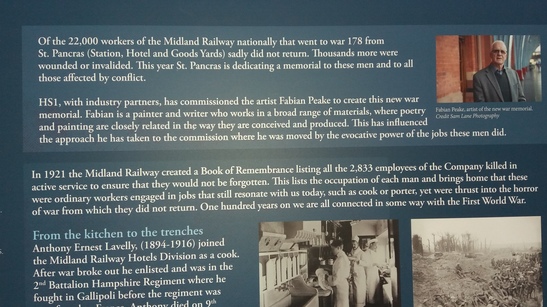 Of the 22,000 workers of the Midland Railway nationally that went to war 178 from
St. Pancras (Station, Hotel and Goods Yards) sadly did not return. Thousands more were
wounded or invalided. This year St. Pancras is dedicating a memorial to these men and to all
those affected by conflict.
HS1, with industry partners, has commissioned the artist Fabian Peake to create this new war
memorial. Fabian is a painter and writer who works in a broad range of materials, where poetry
and painting are closely related in the way they are conceived and produced. This has influenced
the approach he has taken to the commission where he was moved by the evocative power of the jobs these men did.
Fabian Peake, artist of the new war memorial.
Credit Sam Lane Photography
In 1921 the Midland Railway created a Book of Remembrance listing all the 2,833 employees of the Company killed in
active service to ensure that they would not be forgotten. This lists the occupation of each man and brings home that these
were ordinary workers engaged in jobs that still resonate with us today, such as cook or porter, yet were thrust into the horror
of war from which they did not return. One hundred years on we are all connected in some way with the First World War.
From the kitchen to the trenches
Anthony Ernest Lavelly, (1894-1916) joined
the Midland Railway Hotels Division as a cook.
After war broke out he enlisted and was in the
2nd Battalion Hampshire Regiment where he
fought in Gallipoli before the regiment was
Anthony died on 9th